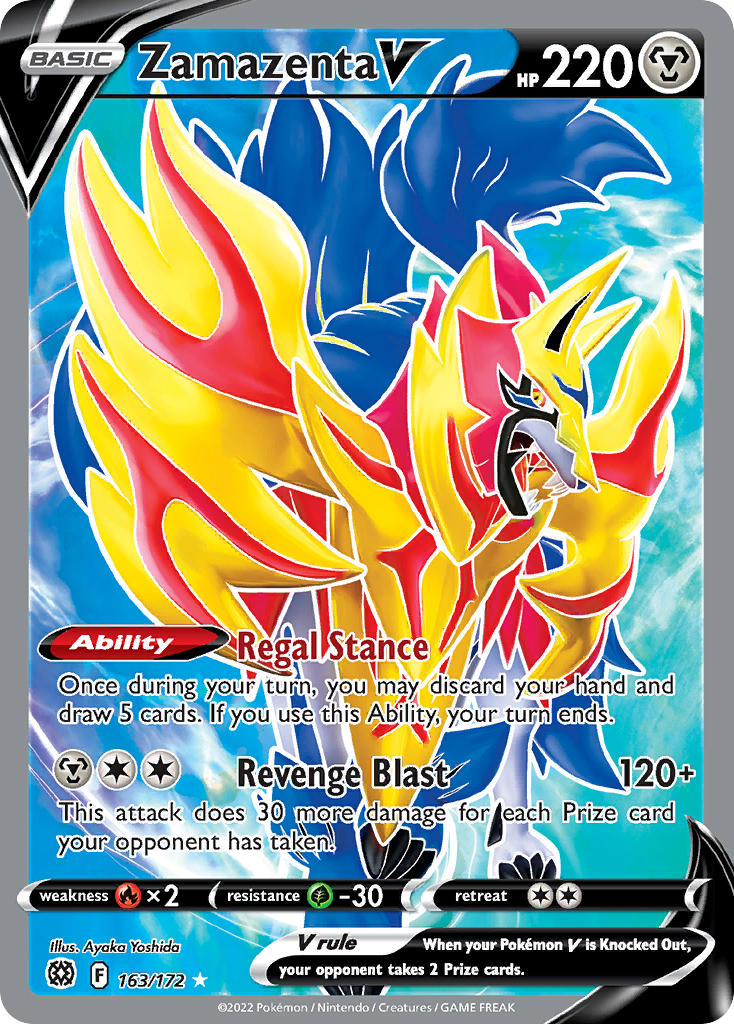 BASIC Zamazenta V HP 220
Ability Regal Stance
Once during your turn, you may discard your hand and
draw 5 cards. If you use this Ability, your turn ends.
Revenge Blast 120+
This attack does 30 more damage for each Prize card
your opponent has taken.
weakness ×2 resistance -30 retreat
Illus. Ayaka Yoshida
V rule When your Pokémon V is Knocked Out,
your opponent takes 2 Prize cards.
F 163/172
©2022 Pokémon / Nintendo / Creatures / GAME FREAK